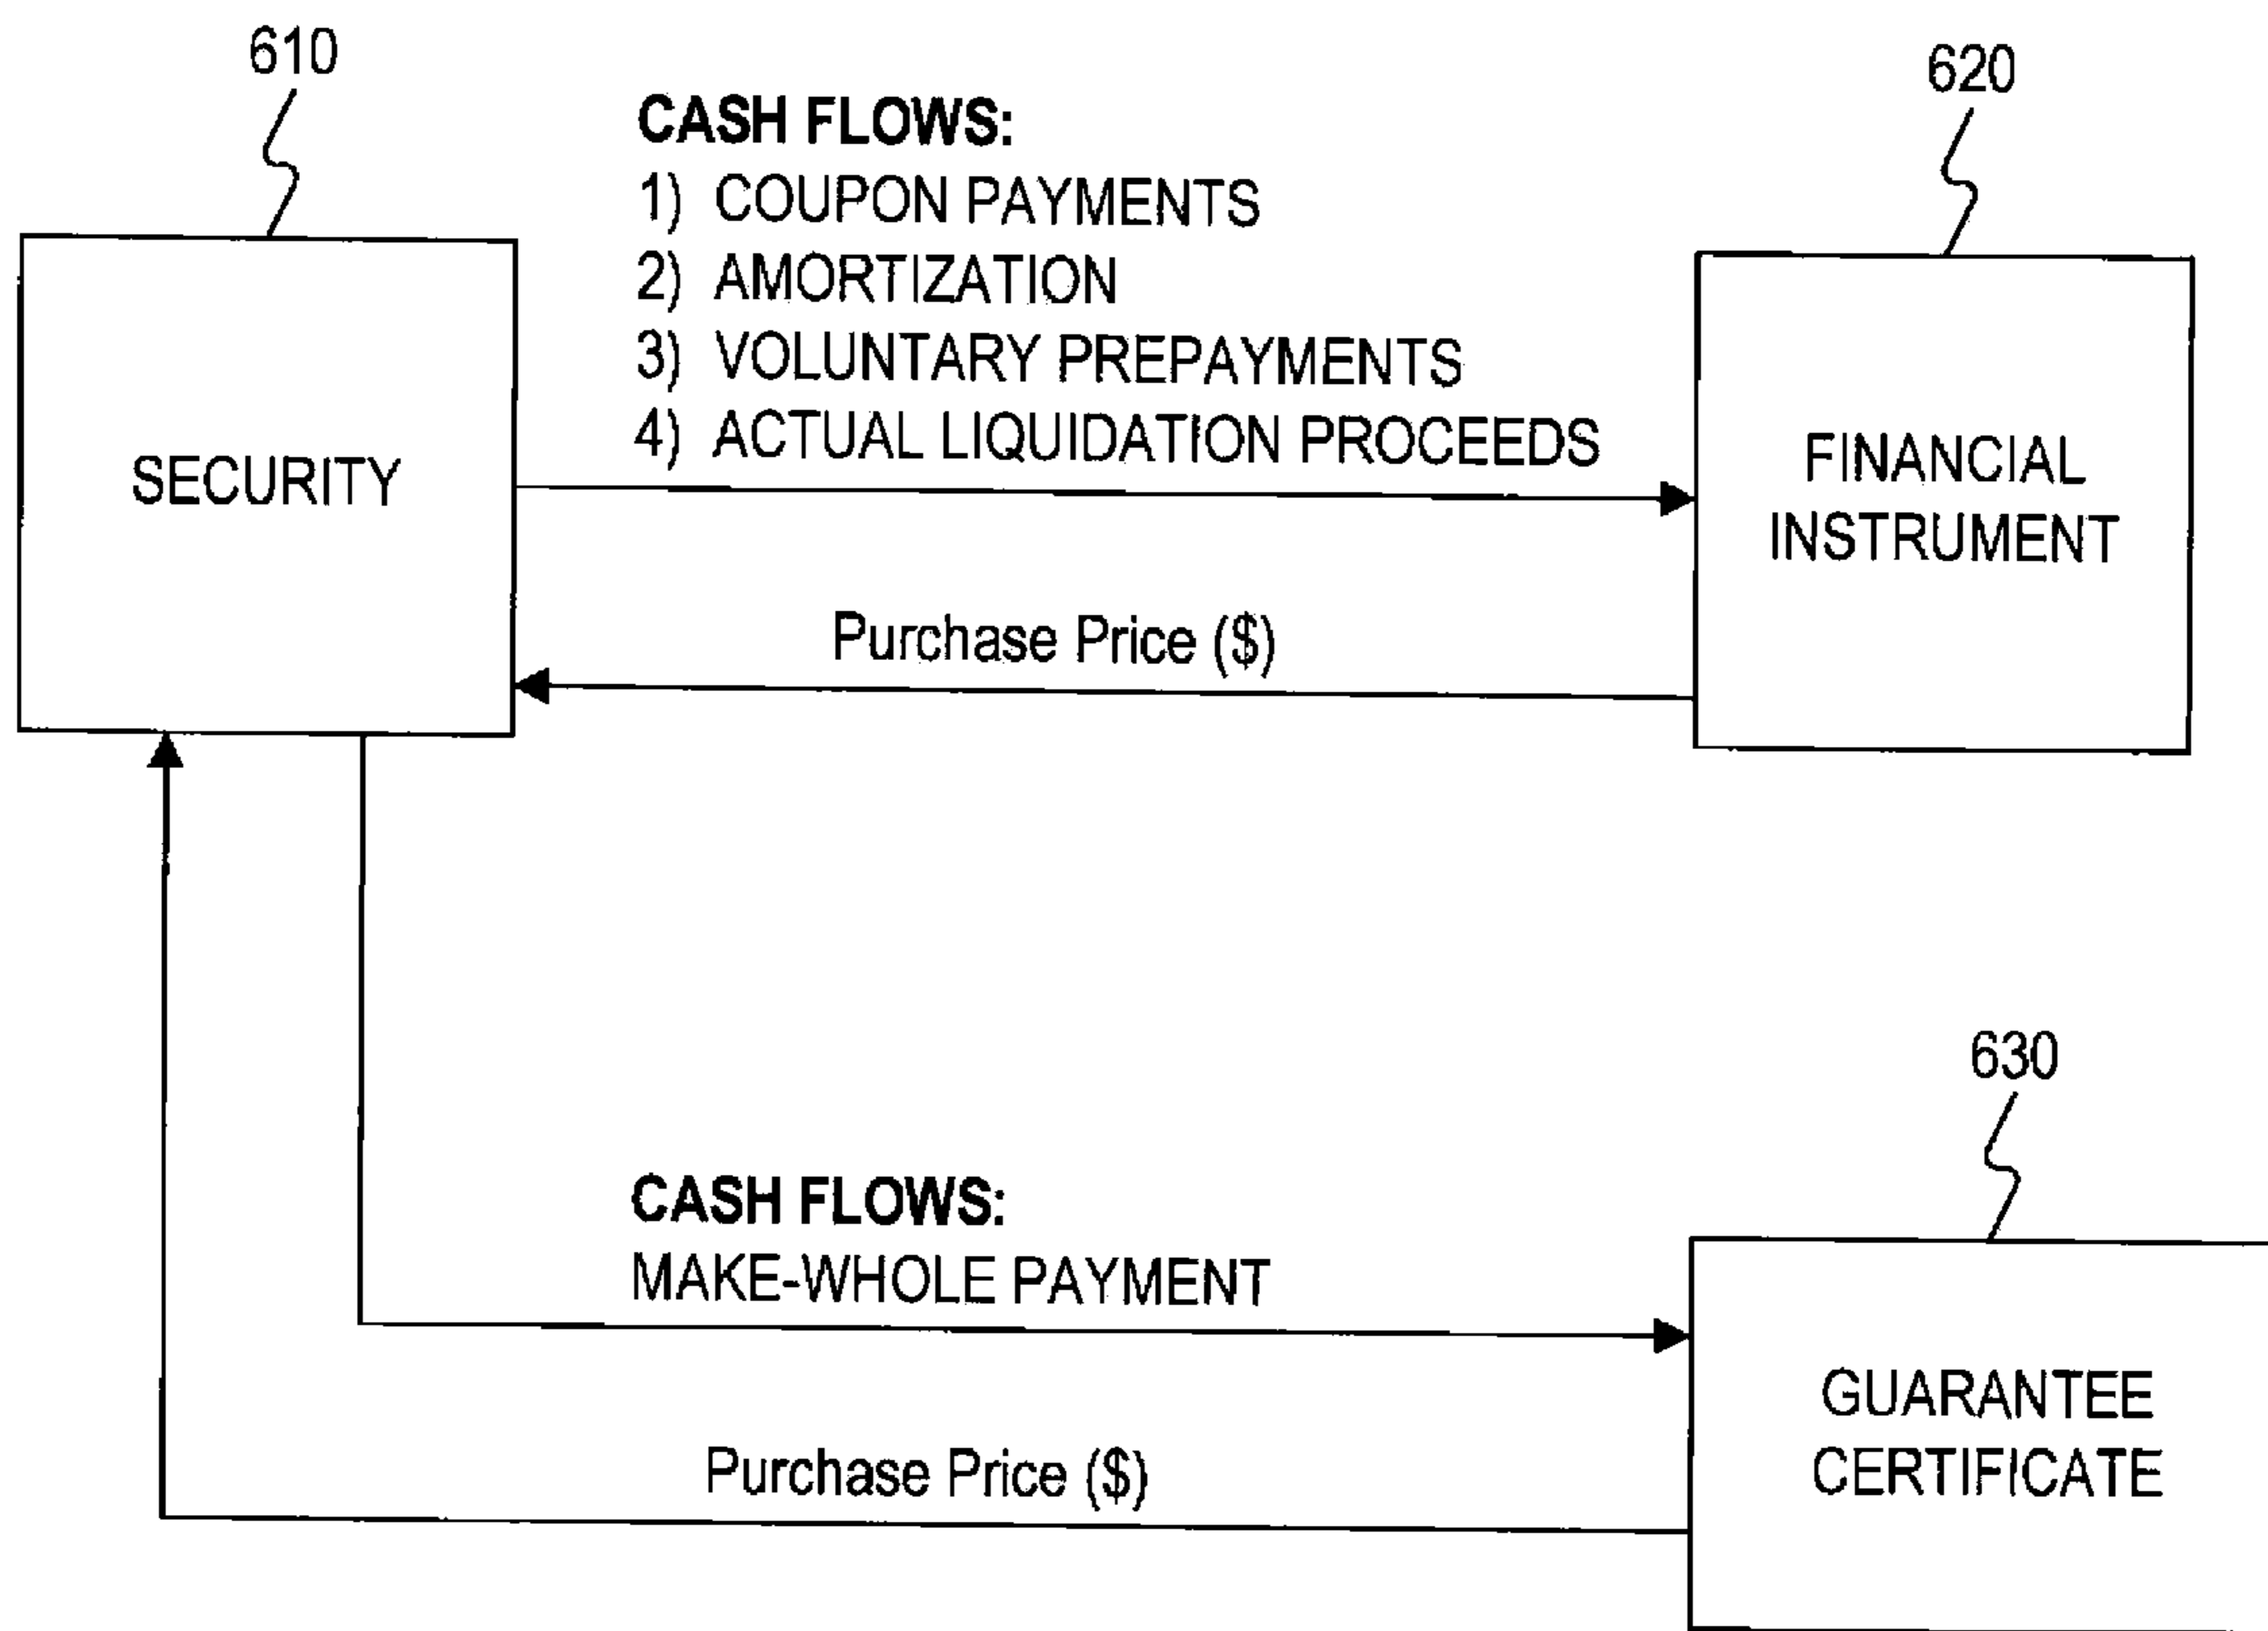 610
620
CASH FLOWS:
1) COUPON PAYMENTS
2) AMORTIZATION
3) VOLUNTARY PREPAYMENTS
4) ACTUAL LIQUIDATION PROCEEDS
SECURITY
FINANCIAL
INSTRUMENT
Purchase Price ($)
630
CASH FLOWS:
MAKE-WHOLE PAYMENT
GUARANTEE
CERTIFICATE
Purchase Price ($)